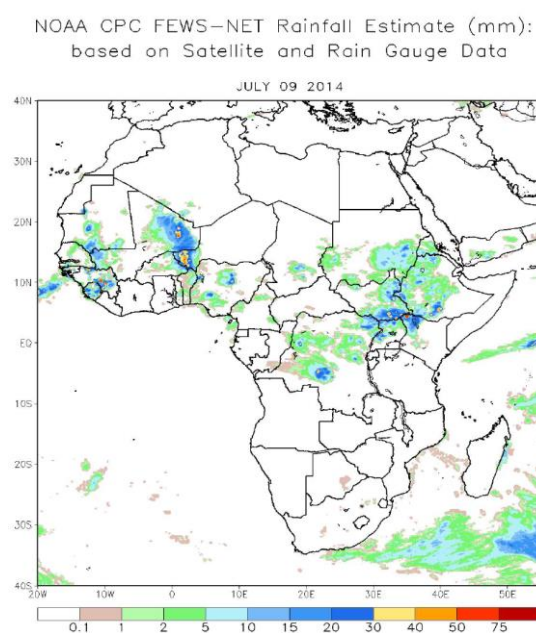 NOAA CPC FEWS-NET Rainfall Estimate (mm):
based on Satellite and Rain Gauge Data
JULY 09 2014
40N
30N
20N
10N
EQ
10S
20S
30S
40S
20W 10W 0 10E 20E 30E 40E 50E
0.1 1 2 5 10 15 20 30 40 50 75